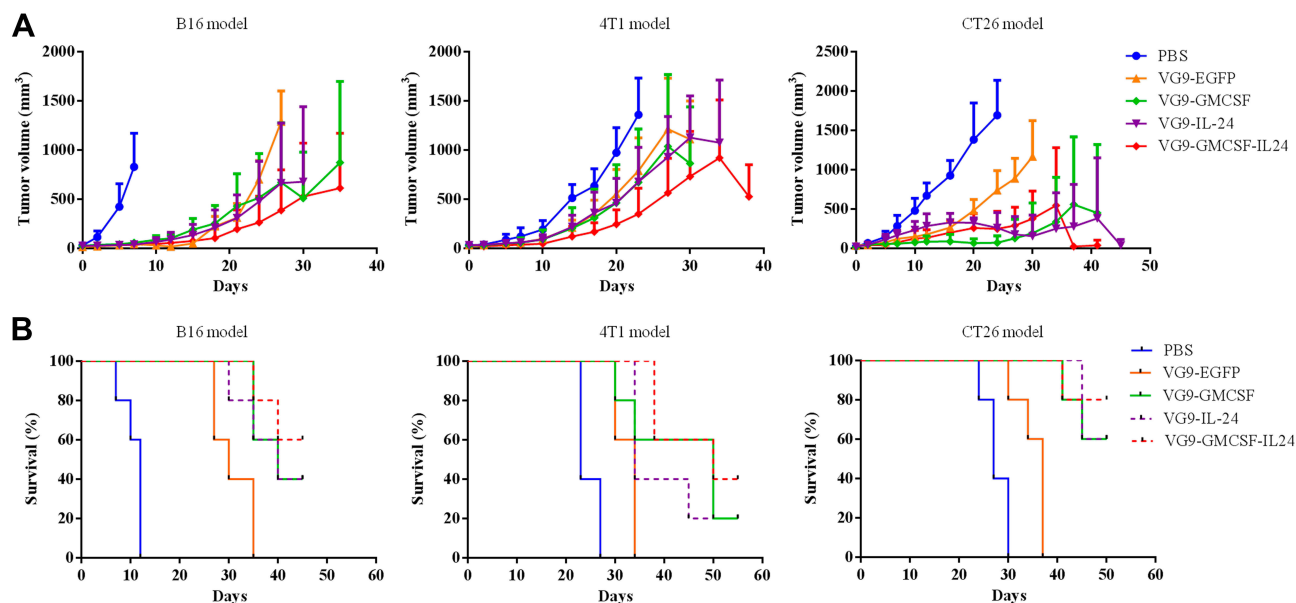 A
B16 model
Tumor volume (mm³)
2000
1500
1000
500
0
0 10 20 30 40
Days
4T1 model
Tumor volume (mm³)
2000
1500
1000
500
0
0 10 20 30 40
Days
CT26 model
Tumor volume (mm³)
2500
2000
1500
1000
500
0
0 10 20 30 40 50
Days
PBS
VG9-EGFP
VG9-GMCSF
VG9-IL-24
VG9-GMCSF-IL24
B
B16 model
Survival (%)
100
80
60
40
20
0
0 10 20 30 40 50 60
Days
4T1 model
Survival (%)
100
80
60
40
20
0
0 10 20 30 40 50 60
Days
CT26 model
Survival (%)
100
80
60
40
20
0
0 10 20 30 40 50 60
Days
PBS
VG9-EGFP
VG9-GMCSF
VG9-IL-24
VG9-GMCSF-IL24